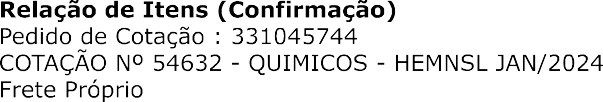 Relação de Itens (Confirmação)
Pedido de Cotação : 331045744
COTAÇÃO Nº 54632 - QUIMICOS - HEMNSL JAN/2024
Frete Próprio